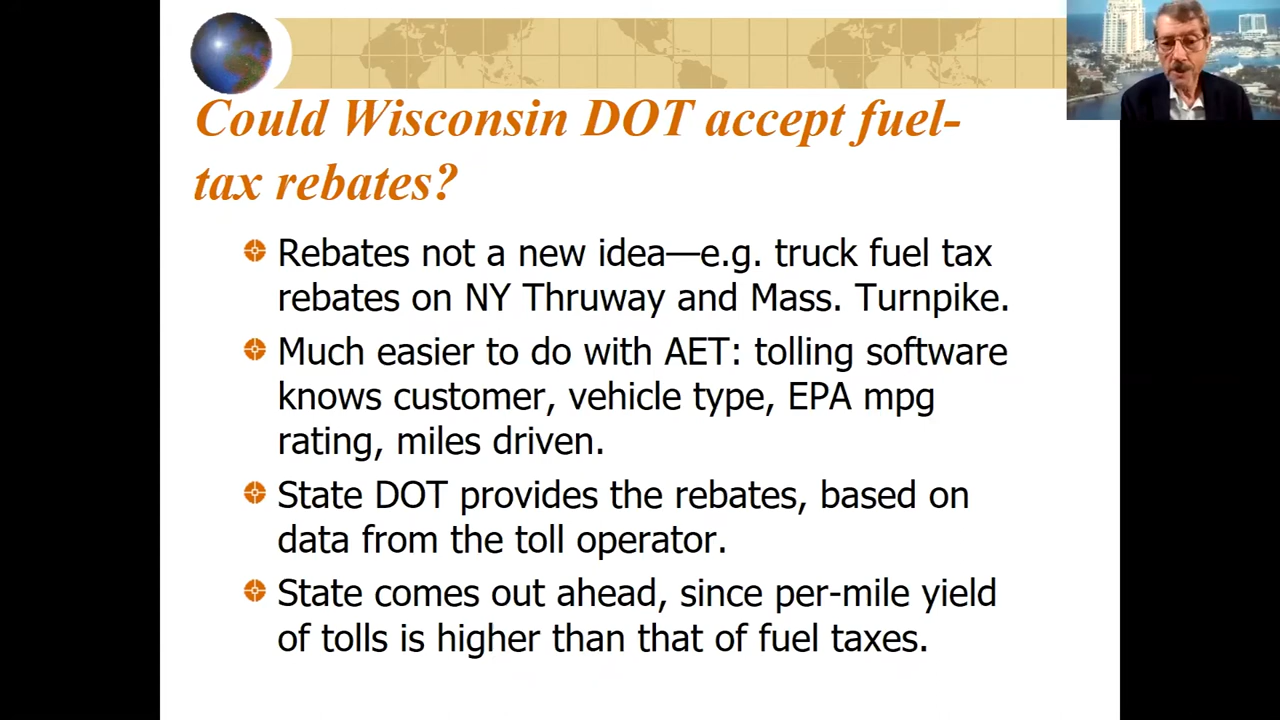 Could Wisconsin DOT accept fuel-
tax rebates?
Rebates not a new idea—e.g. truck fuel tax
rebates on NY Thruway and Mass. Turnpike.
Much easier to do with AET: tolling software
knows customer, vehicle type, EPA mpg
rating, miles driven.
State DOT provides the rebates, based on
data from the toll operator.
State comes out ahead, since per-mile yield
of tolls is higher than that of fuel taxes.